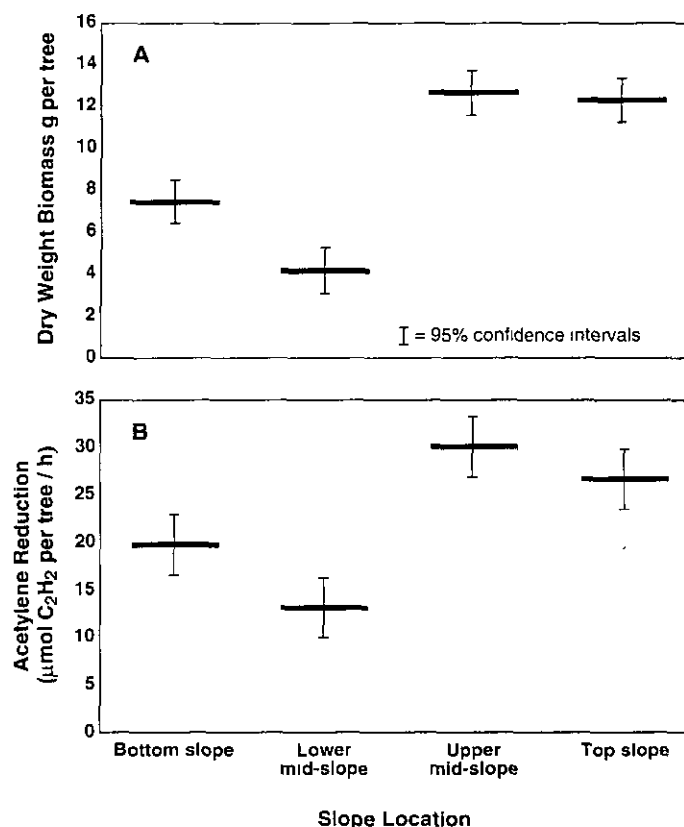 Dry Weight Biomass g per tree
16
14
12
10
8
6
4
2
0
A
I = 95% confidence intervals
Acetylene Reduction
(μmol C₂H₂ per tree / h)
35
30
25
20
15
10
5
0
B
Bottom slope
Lower
mid-slope
Upper
mid-slope
Top slope
Slope Location